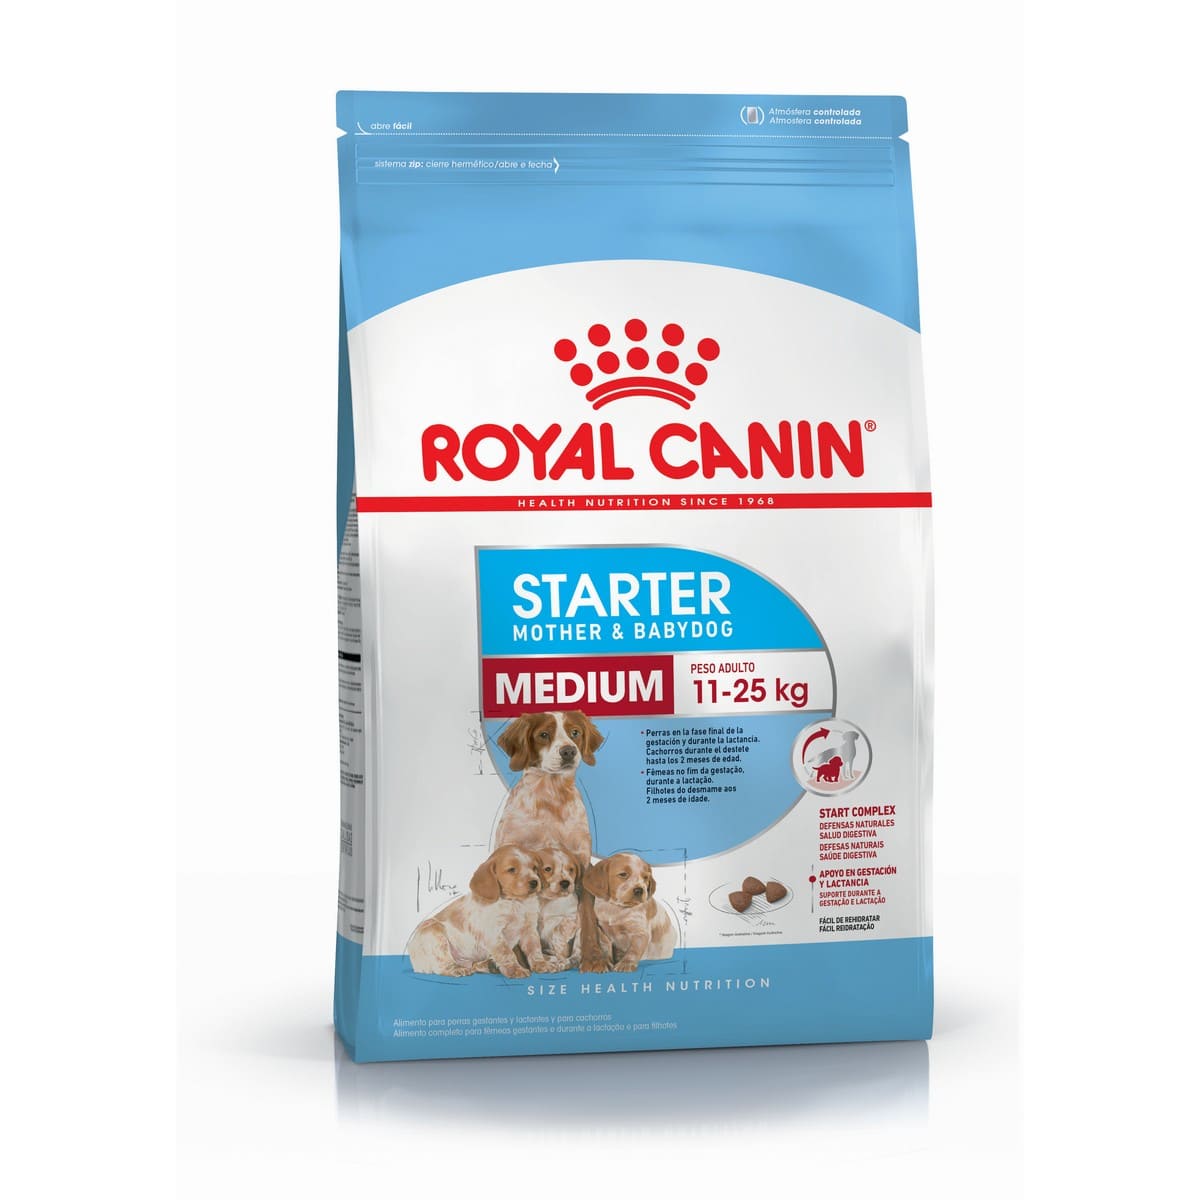 abre fácil
Atmósfera controlada
Atmosfera controlada
sistema zip: cierre hermético/abre e fecha
ROYAL CANIN®
HEALTH NUTRITION SINCE 1968
STARTER
MOTHER & BABYDOG
MEDIUM
PESO ADULTO
11-25 kg
• Perras en la fase final de la
gestación y durante la lactancia.
Cachorros durante el destete
hasta los 2 meses de edad.
• Fêmeas no fim da gestação,
durante a lactação.
Filhotes do desmame aos
2 meses de idade.
START COMPLEX
DEFENSAS NATURALES
SALUD DIGESTIVA
DEFESAS NATURAIS
SAÚDE DIGESTIVA
APOYO EN GESTACIÓN
Y LACTANCIA
SUPORTE DURANTE A
GESTAÇÃO E LACTAÇÃO
FÁCIL DE REHIDRATAR
FÁCIL REIDRATAÇÃO
SIZE HEALTH NUTRITION
Alimento para perras gestantes y lactantes y para cachorros
Alimento completo para fêmeas gestantes e durante a lactação e para filhotes